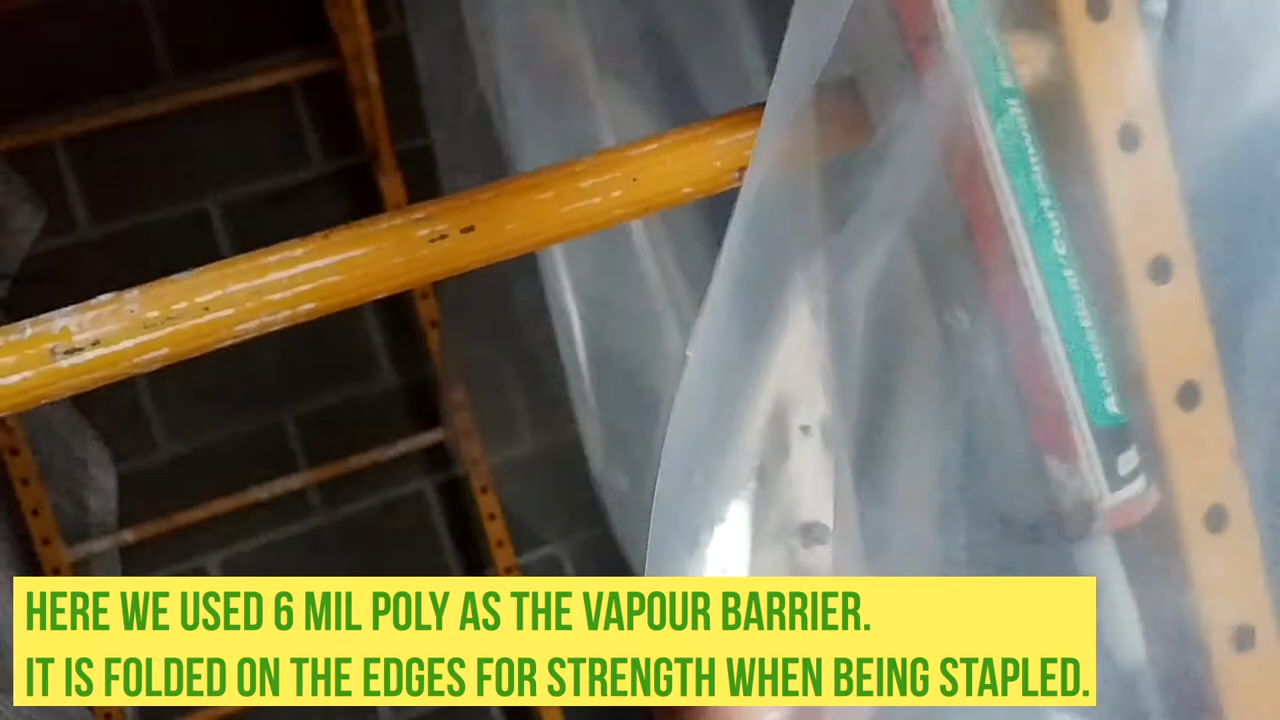 HERE WE USED 6 MIL POLY AS THE VAPOUR BARRIER.
IT IS FOLDED ON THE EDGES FOR STRENGTH WHEN BEING STAPLED.